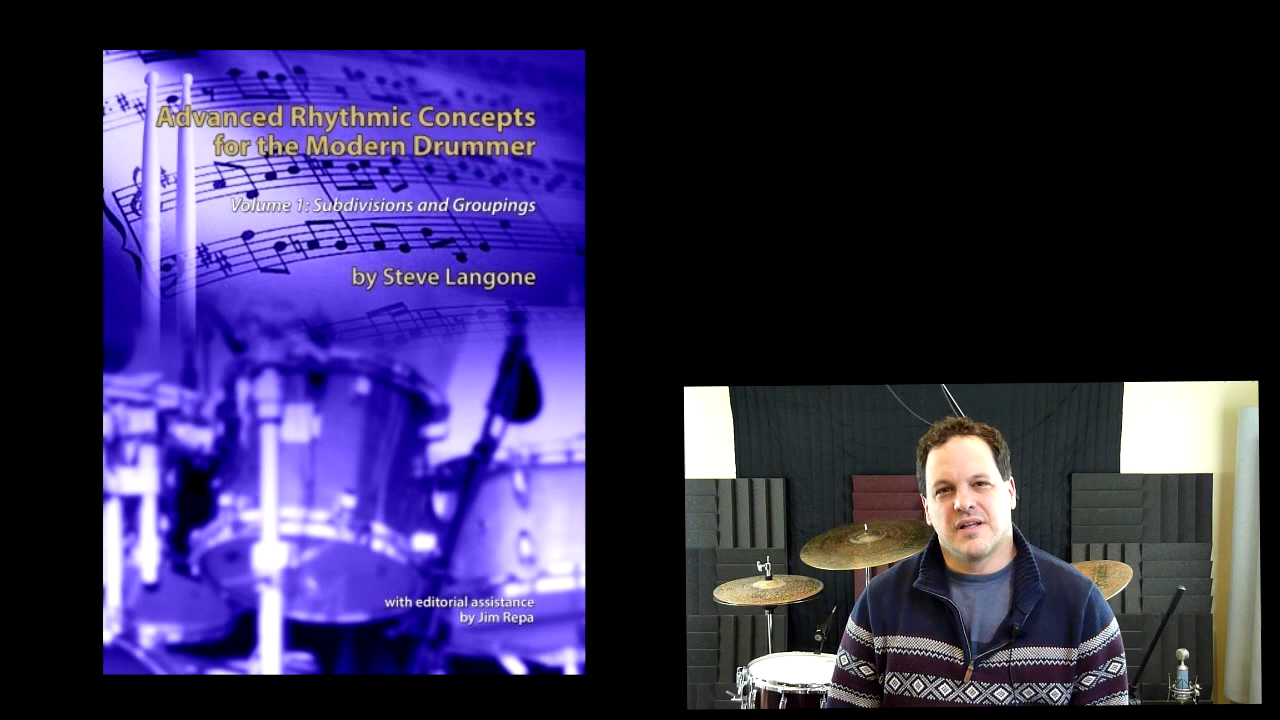 Advanced Rhythmic Concepts
for the Modern Drummer
Volume 1: Subdivisions and Groupings
by Steve Langone
with editorial assistance
by Jim Repa